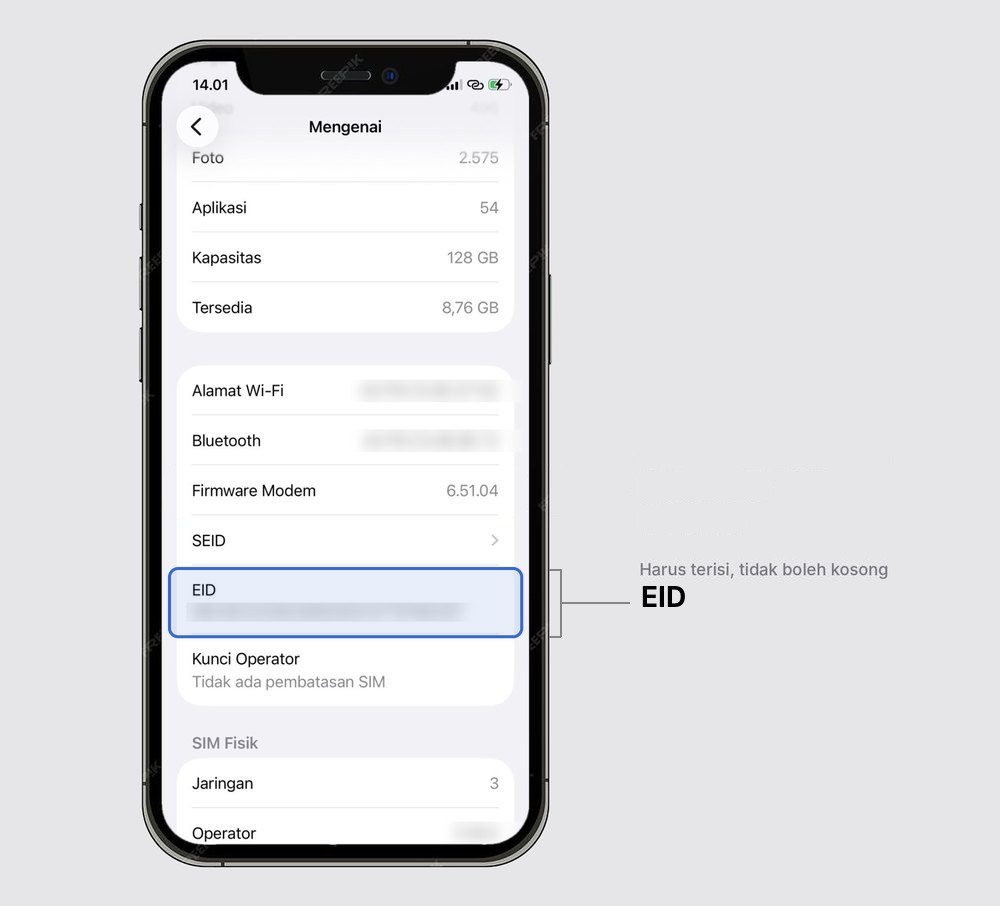 14.01
Mengenai
Foto 2.575
Aplikasi 54
Kapasitas 128 GB
Tersedia 8,76 GB
Alamat Wi-Fi
Bluetooth
Firmware Modem 6.51.04
SEID
EID
Harus terisi, tidak boleh kosong
EID
Kunci Operator
Tidak ada pembatasan SIM
SIM Fisik
Jaringan 3
Operator